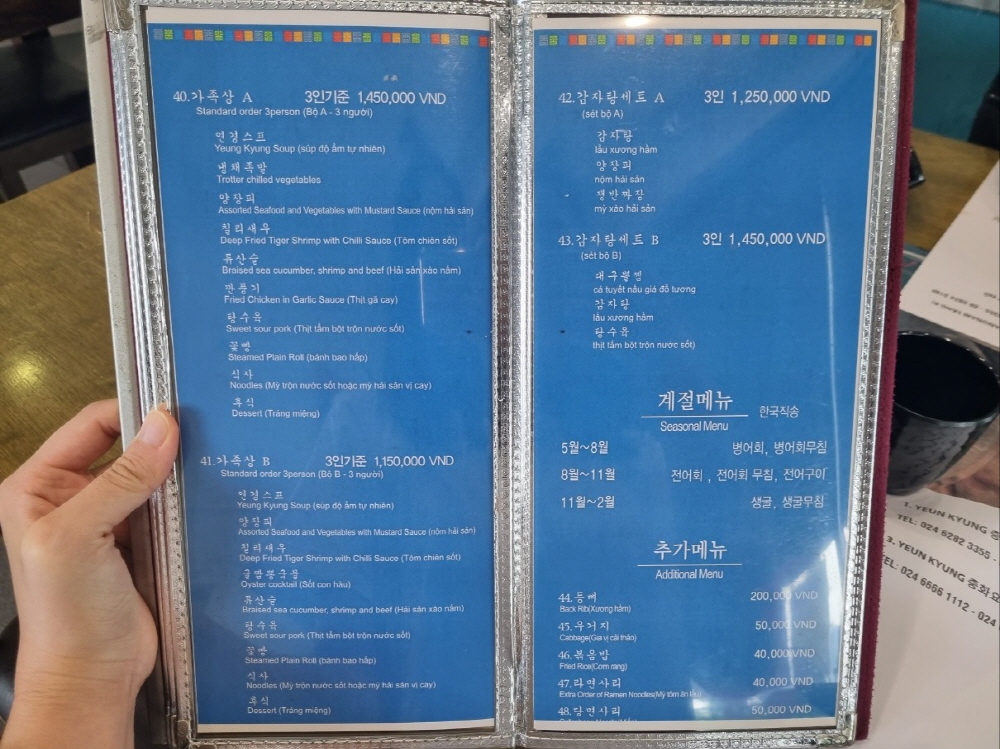 40.가족상 A 3인기준 1,450,000 VND
Standard order 3person (Bộ A - 3 người)
연경스프
Yeung Kyung Soup (súp độ ấm tự nhiên)
냉채족발
Trotter chilled vegetables
양장피
Assorted Seafood and Vegetables with Mustard Sauce (nộm hải sản)
칠리새우
Deep Fried Tiger Shrimp with Chilli Sauce (Tôm chiên sốt)
류산슬
Braised sea cucumber, shrimp and beef (Hải sản xào nấm)
깐풍기
Fried Chicken in Garlic Sauce (Thịt gà cay)
탕수육
Sweet sour pork (Thịt tẩm bột trộn nước sốt)
꽃빵
Steamed Plain Roll (bánh bao hấp)
식사
Noodles (Mỳ trộn nước sốt hoặc mỳ hải sản vị cay)
후식
Dessert (Tráng miệng)
41.가족상 B 3인기준 1,150,000 VND
Standard order 3person (Bộ B - 3 người)
연경스프
Yeung Kyung Soup (súp độ ấm tự nhiên)
양장피
Assorted Seafood and Vegetables with Mustard Sauce (nộm hải sản)
칠리새우
Deep Fried Tiger Shrimp with Chilli Sauce (Tôm chiên sốt)
Oyster cocktail (Sốt con hàu)
류산슬
Braised sea cucumber, shrimp and beef (Hải sản xào nấm)
탕수육
Sweet sour pork (Thịt tẩm bột trộn nước sốt)
꽃빵
Steamed Plain Roll (bánh bao hấp)
식사
Noodles (Mỳ trộn nước sốt hoặc mỳ hải sản vị cay)
후식
Dessert (Tráng miệng)
42.감자탕세트 A 3인 1,250,000 VND
(sét bộ A)
감자탕
lẩu xương hầm
양장피
nộm hải sản
쟁반짜장
mỳ xào hải sản
43.감자탕세트 B 3인 1,450,000 VND
(sét bộ B)
대구뽈찜
cá tuyết nấu giá đỗ tương
감자탕
lẩu xương hầm
탕수육
thịt tẩm bột trộn nước sốt)
계절메뉴 한국직송
Seasonal Menu
5월~8월 병어회, 병어회무침
8월~11월 전어회 , 전어회 무침, 전어구이
11월~2월 생굴, 생굴무침
추가메뉴
Additional Menu
44.등뼈 200,000 VND
Back Rib(Xương hầm)
45.우거지 50,000 VND
Cabbage(Gia vị cải thảo)
46.볶음밥 40,000 VND
Fried Rice(Cơm rang)
47.라면사리 40,000 VND
Extra Order of Ramen Noodles(Mỳ tôm ăn lẩu)
48.당면사리 50,000 VND
1. YEUN KYUNG
TEL: 024 6282 3355 -
3. YEUN KYUNG 중화요
TEL: 024 6666 1112 - 024